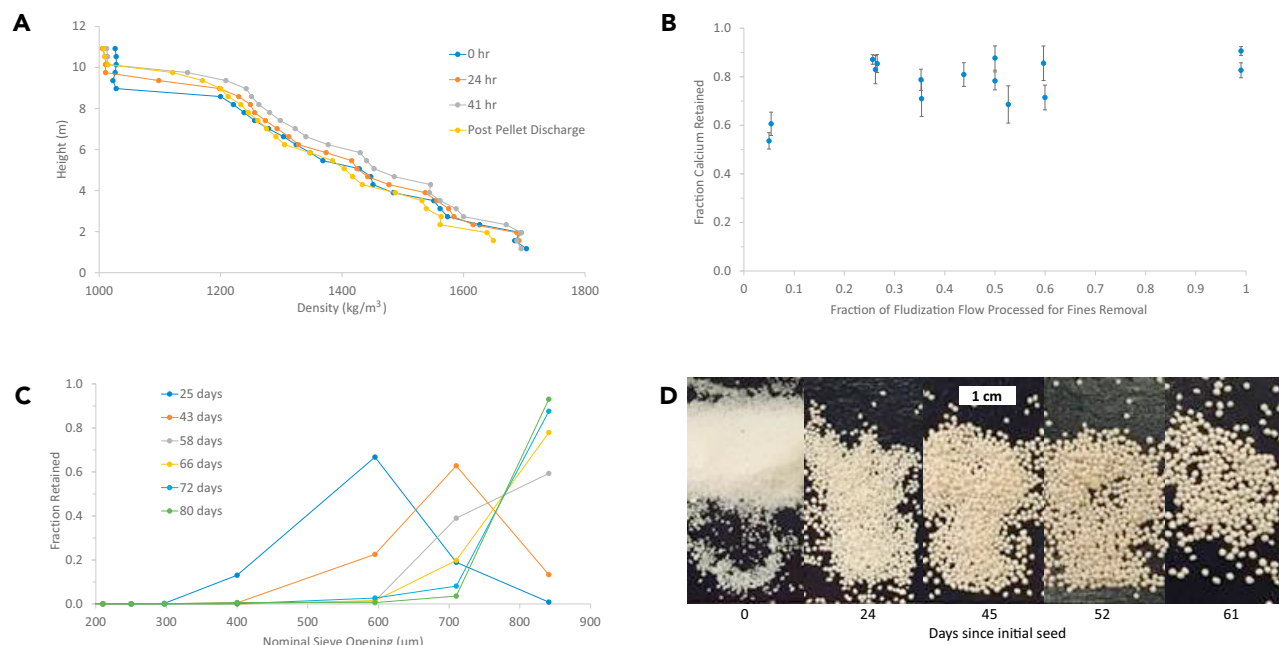 A
12
10
8
6
4
2
0
Height (m)
0 hr
24 hr
41 hr
Post Pellet Discharge
1000 1200 1400 1600 1800
Density (kg/m³)
B
1.0
0.8
0.6
0.4
0.2
0.0
Fraction Calcium Retained
0 0.1 0.2 0.3 0.4 0.5 0.6 0.7 0.8 0.9 1
Fraction of Fludization Flow Processed for Fines Removal
C
1.0
0.8
0.6
0.4
0.2
0.0
Fraction Retained
25 days
43 days
58 days
66 days
72 days
80 days
200 300 400 500 600 700 800 900
Nominal Sieve Opening (um)
D
1 cm
0 24 45 52 61
Days since initial seed